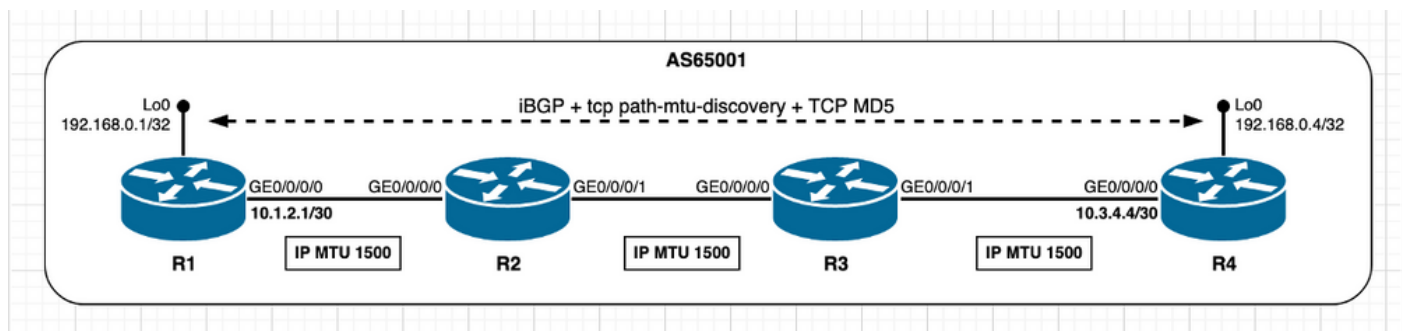 AS65001
iBGP + tcp path-mtu-discovery + TCP MD5
Lo0
192.168.0.1/32
Lo0
192.168.0.4/32
GE0/0/0/0
GE0/0/0/0
GE0/0/0/1
GE0/0/0/0
GE0/0/0/1
GE0/0/0/0
10.1.2.1/30
10.3.4.4/30
IP MTU 1500
IP MTU 1500
IP MTU 1500
R1
R2
R3
R4